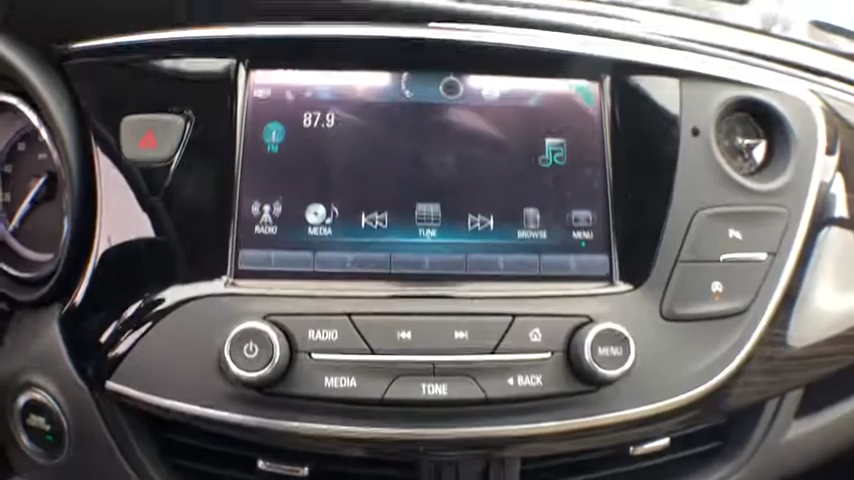 87.9
FM
RADIO
MEDIA
TUNE
BROWSE
MENU
RADIO
MENU
MEDIA
TONE
BACK